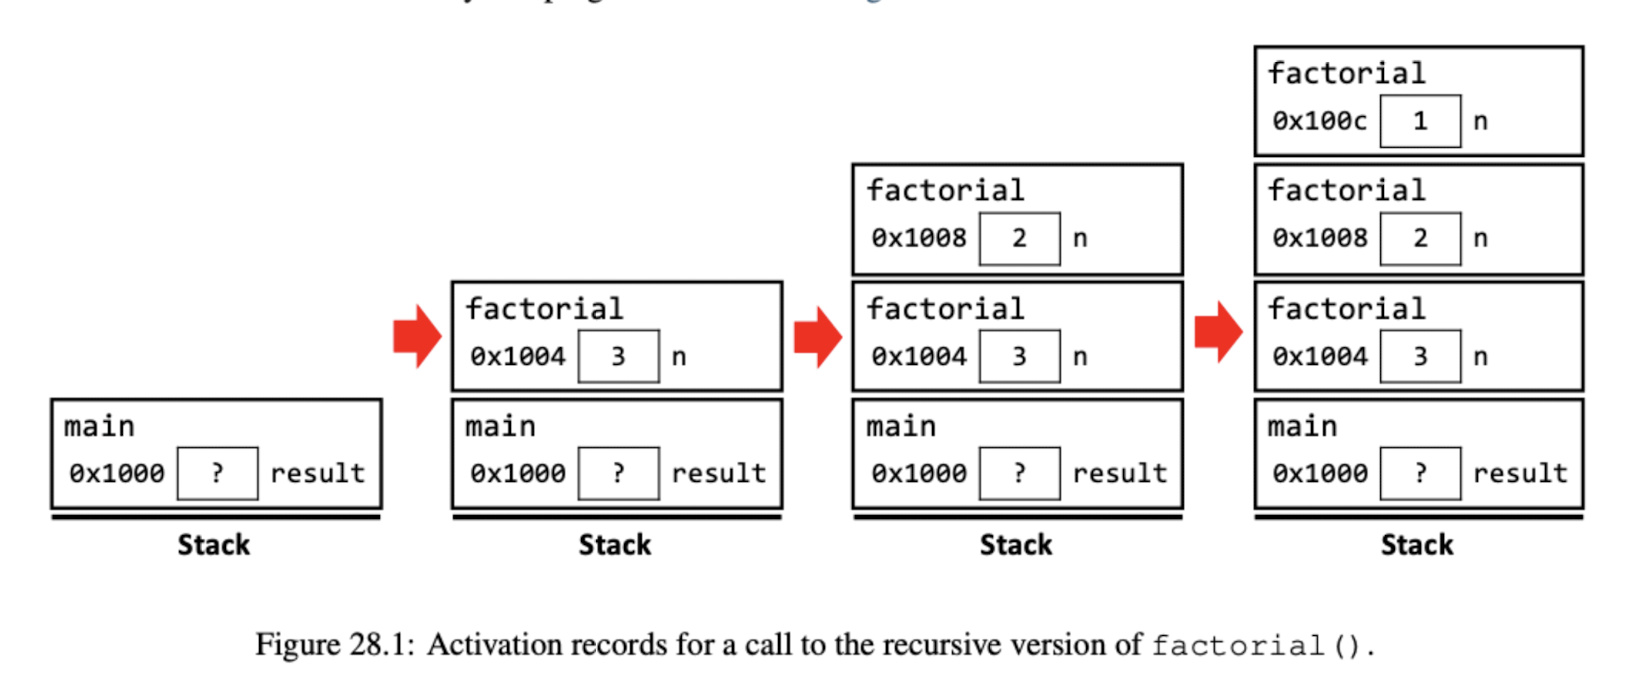 factorial
0x100c 1 n
factorial
0x1008 2 n
factorial
0x1008 2 n
factorial
0x1004 3 n
factorial
0x1004 3 n
factorial
0x1004 3 n
main
0x1000 ? result
main
0x1000 ? result
main
0x1000 ? result
main
0x1000 ? result
Stack
Stack
Stack
Stack
Figure 28.1: Activation records for a call to the recursive version of factorial().